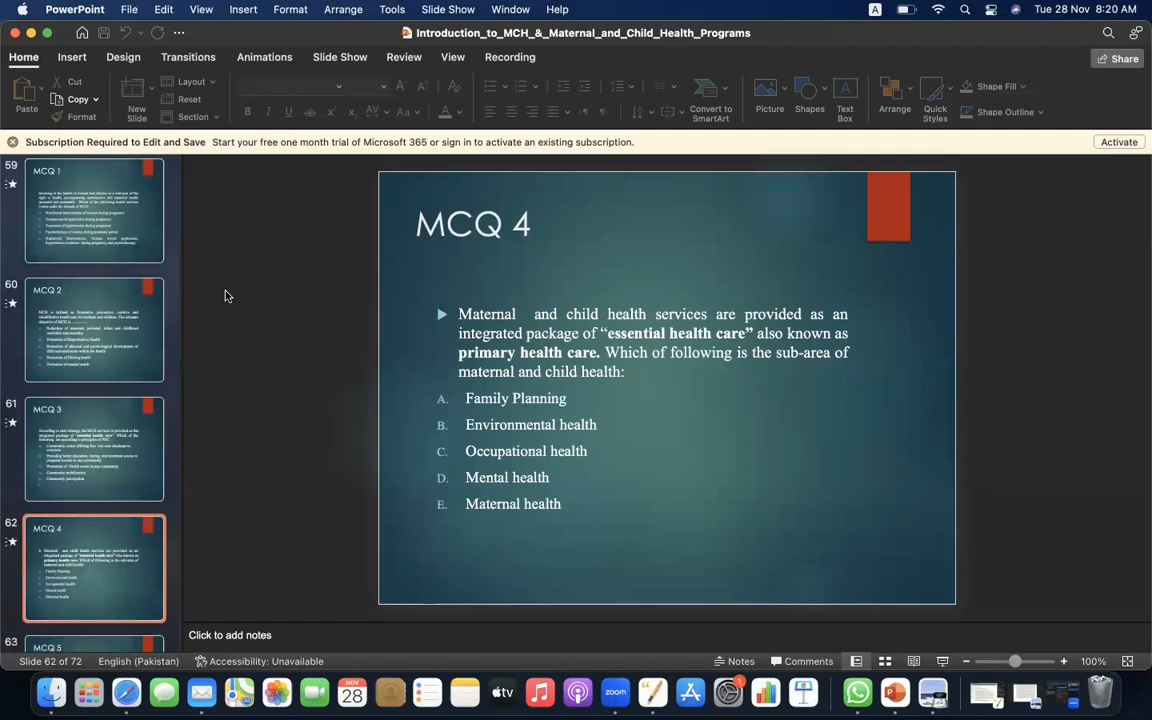 PowerPoint File Edit View Insert Format Arrange Tools Slide Show Window Help A Tue 28 Nov 8:20 AM
Introduction_to_MCH_&_Maternal_and_Child_Health_Programs
Home Insert Design Transitions Animations Slide Show Review View Recording Share
Paste Cut Copy Format New Slide Layout Reset Section Convert to SmartArt Picture Shapes Text Box Arrange Quick Styles Shape Fill Shape Outline
Subscription Required to Edit and Save Start your free one month trial of Microsoft 365 or sign in to activate an existing subscription. Activate
59
MCQ 1
60
MCQ 2
61
MCQ 3
62
MCQ 4
63
MCQ 5
MCQ 4
Maternal and child health services are provided as an
integrated package of “essential health care” also known as
primary health care. Which of following is the sub-area of
maternal and child health:
A. Family Planning
B. Environmental health
C. Occupational health
D. Mental health
E. Maternal health
Click to add notes
Slide 62 of 72 English (Pakistan) Accessibility: Unavailable Notes Comments 100%
NOV 28 tv zoom 1